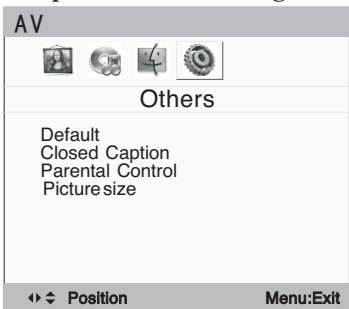 AV
Others
Default
Closed Caption
Parental Control
Picture size
Position Menu:Exit